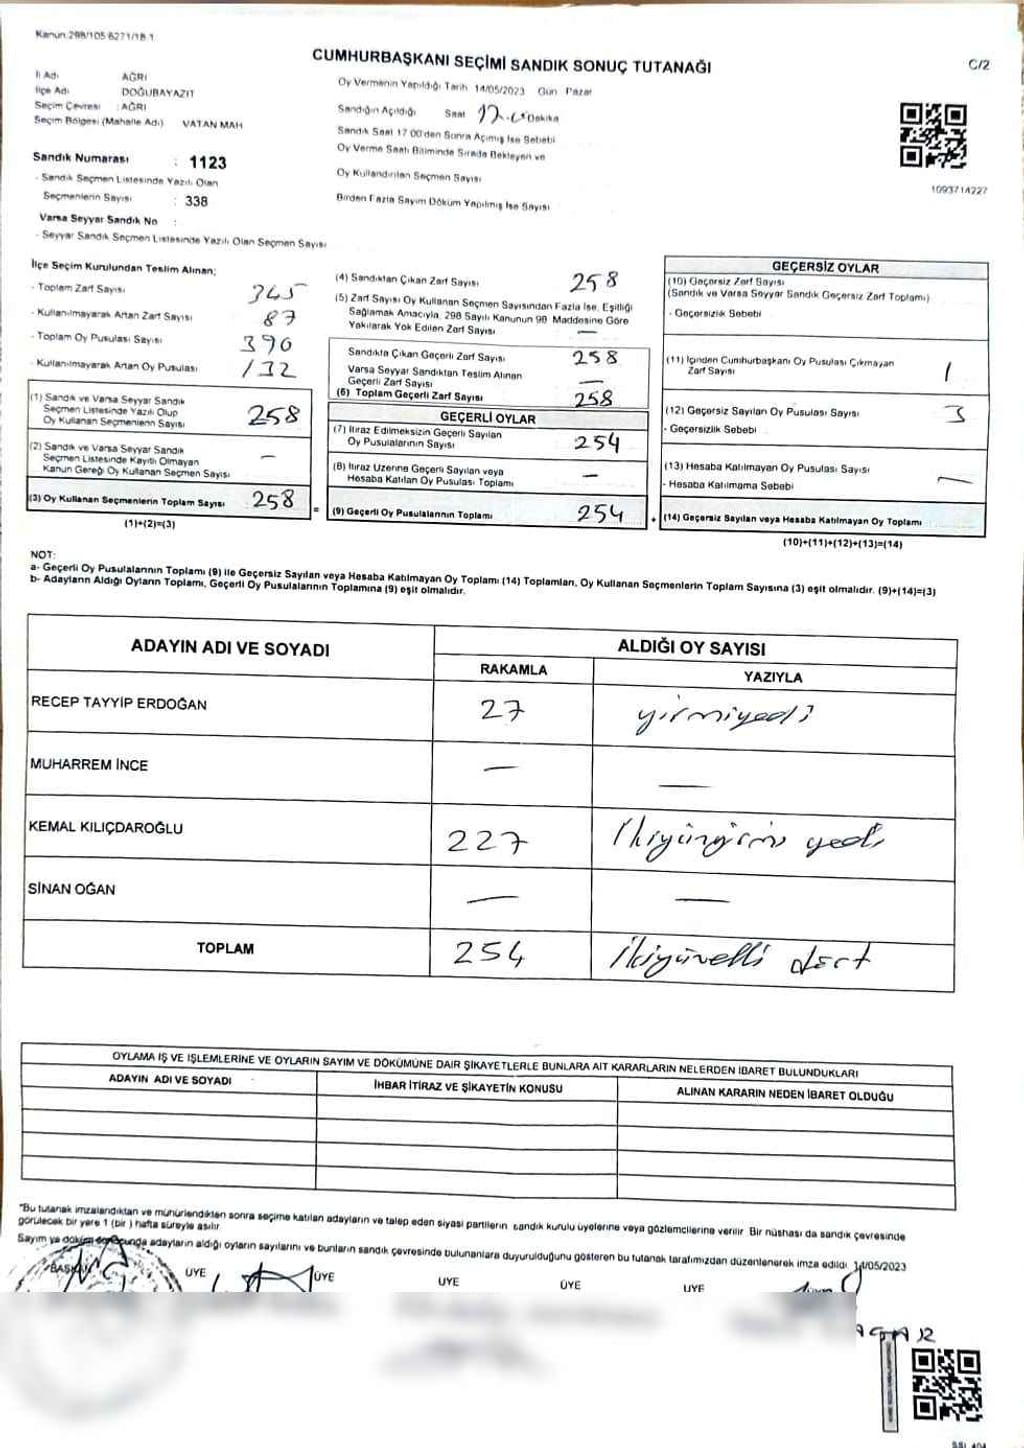 Kanun:298/105 6271/18.1
CUMHURBAŞKANI SEÇİMİ SANDIK SONUÇ TUTANAĞI
C/2
İl Adı AĞRI
İlçe Adı DOĞUBAYAZIT
Seçim Çevresi : AĞRI
Seçim Bölgesi (Mahalle Adı) VATAN MAH
Sandık Numarası : 1123
- Sandık Seçmen Listesinde Yazılı Olan
Seçmenlerin Sayısı : 338
Varsa Seyyar Sandık No :
- Seyyar Sandık Seçmen Listesinde Yazılı Olan Seçmen Sayısı
Oy Vermenin Yapıldığı Tarih 14/05/2023 Gün Pazar
Sandığın Açıldığı Saat Dakika
Sandık Saat 17 00'den Sonra Açılmış İse Sebebi
Oy Verme Saati Bitiminde Sırada Bekleyen ve
Oy Kullandırılan Seçmen Sayısı
Birden Fazla Sayım Döküm Yapılmış İse Sayısı
1093714227
İlçe Seçim Kurulundan Teslim Alınan;
- Toplam Zarf Sayısı 345
- Kullanılmayarak Artan Zarf Sayısı 87
- Toplam Oy Pusulası Sayısı 390
- Kullanılmayarak Artan Oy Pusulası 132
(1) Sandık ve Varsa Seyyar Sandık
Seçmen Listesinde Yazılı Olup
Oy Kullanan Seçmenlerin Sayısı 258
(2) Sandık ve Varsa Seyyar Sandık
Seçmen Listesinde Kayıtlı Olmayan
Kanun Gereği Oy Kullanan Seçmen Sayısı —
(3) Oy Kullanan Seçmenlerin Toplam Sayısı 258
(1)+(2)=(3)
(4) Sandıktan Çıkan Zarf Sayısı 258
(5) Zarf Sayısı Oy Kullanan Seçmen Sayısından Fazla İse, Eşitliği
Sağlamak Amacıyla, 298 Sayılı Kanunun 98 Maddesine Göre
Yakılarak Yok Edilen Zarf Sayısı —
Sandıkta Çıkan Geçerli Zarf Sayısı 258
Varsa Seyyar Sandıktan Teslim Alınan
Geçerli Zarf Sayısı —
(6) Toplam Geçerli Zarf Sayısı 258
GEÇERLİ OYLAR
(7) İtiraz Edilmeksizin Geçerli Sayılan
Oy Pusulalarının Sayısı 254
(8) İtiraz Üzerine Geçerli Sayılan veya
Hesaba Katılan Oy Pusulası Toplamı —
= (9) Geçerli Oy Pusulalarının Toplamı 254
GEÇERSİZ OYLAR
(10) Geçersiz Zarf Sayısı
(Sandık ve Varsa Seyyar Sandık Geçersiz Zarf Toplamı)
- Geçersizlik Sebebi
(11) İçinden Cumhurbaşkanı Oy Pusulası Çıkmayan
Zarf Sayısı 1
(12) Geçersiz Sayılan Oy Pusulası Sayısı 3
- Geçersizlik Sebebi
(13) Hesaba Katılmayan Oy Pusulası Sayısı
- Hesaba Katılmama Sebebi —
+ (14) Geçersiz Sayılan veya Hesaba Katılmayan Oy Toplamı
(10)+(11)+(12)+(13)=(14)
NOT:
a- Geçerli Oy Pusulalarının Toplamı (9) ile Geçersiz Sayılan veya Hesaba Katılmayan Oy Toplamı (14) Toplamları, Oy Kullanan Seçmenlerin Toplam Sayısına (3) eşit olmalıdır. (9)+(14)=(3)
b- Adayların Aldığı Oyların Toplamı, Geçerli Oy Pusulalarının Toplamına (9) eşit olmalıdır.
ADAYIN ADI VE SOYADI ALDIĞI OY SAYISI
RAKAMLA YAZIYLA
RECEP TAYYİP ERDOĞAN 27 yirmiyedi
MUHARREM İNCE — —
KEMAL KILIÇDAROĞLU 227 İkiyüzyirmi yedi
SİNAN OĞAN — —
TOPLAM 254 İkiyüzelli dört
OYLAMA İŞ VE İŞLEMLERİNE VE OYLARIN SAYIM VE DÖKÜMÜNE DAİR ŞİKAYETLERLE BUNLARA AİT KARARLARIN NELERDEN İBARET BULUNDUKLARI
ADAYIN ADI VE SOYADI İHBAR İTİRAZ VE ŞİKAYETİN KONUSU ALINAN KARARIN NEDEN İBARET OLDUĞU
"Bu tutanak imzalandıktan ve mühürlendikten sonra seçime katılan adayların ve talep eden siyasi partilerin sandık kurulu üyelerine veya gözlemcilerine verilir Bir nüshası da sandık çevresinde
görülecek bir yere 1 (bir) hafta süreyle asılır.
Sayım ve döküm sonucunda adayların aldığı oyların sayılarını ve bunların sandık çevresinde bulunanlara duyurulduğunu gösteren bu tutanak tarafımızdan düzenlenerek imza edildi. 14/05/2023
BAŞKAN ÜYE ÜYE ÜYE ÜYE ÜYE